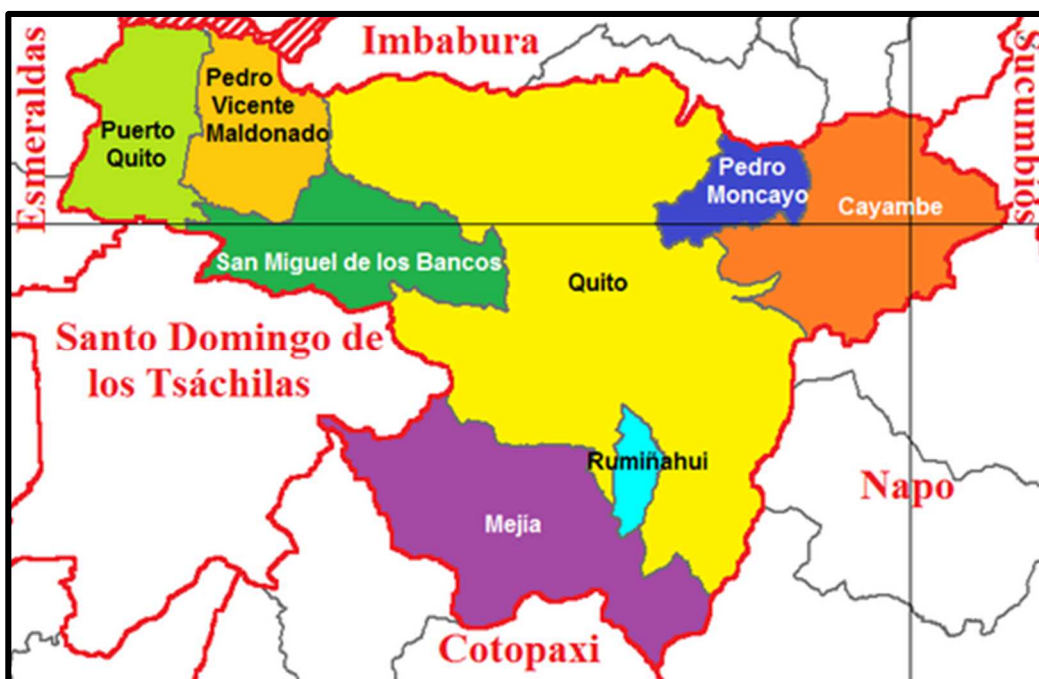 Imbabura
Sucumbíos
Esmeraldas
Pedro
Vicente
Maldonado
Puerto
Quito
Pedro
Moncayo
Cayambe
San Miguel de los Bancos
Quito
Santo Domingo de
los Tsáchilas
Rumiñahui
Napo
Mejía
Cotopaxi